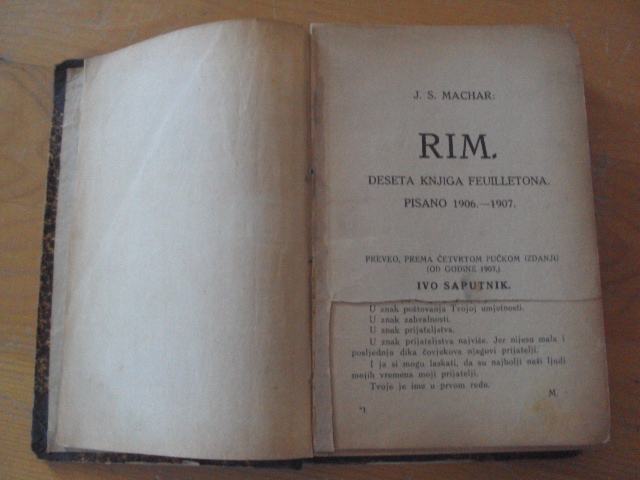 J. S. MACHAR:
RIM.
DESETA KNJIGA FEUILLETONA.
PISANO 1906.—1907.
PREVEO, PREMA ČETVRTOM PUČKOM IZDANJU
(OD GODINE 1907.)
IVO SAPUTNIK.
U znak poštovanja Tvojoj umjetnosti.
U znak zahvalnosti.
U znak prijateljstva.
U znak prijateljstva najviše. Jer nijesu mala i
posljednja dika čovjekova njegovi prijatelji.
I ja si mogu laskati, da su najbolji naši ljudi
mojih vremena moji prijatelji.
Tvoje je ime u prvom redu.
M.
*1